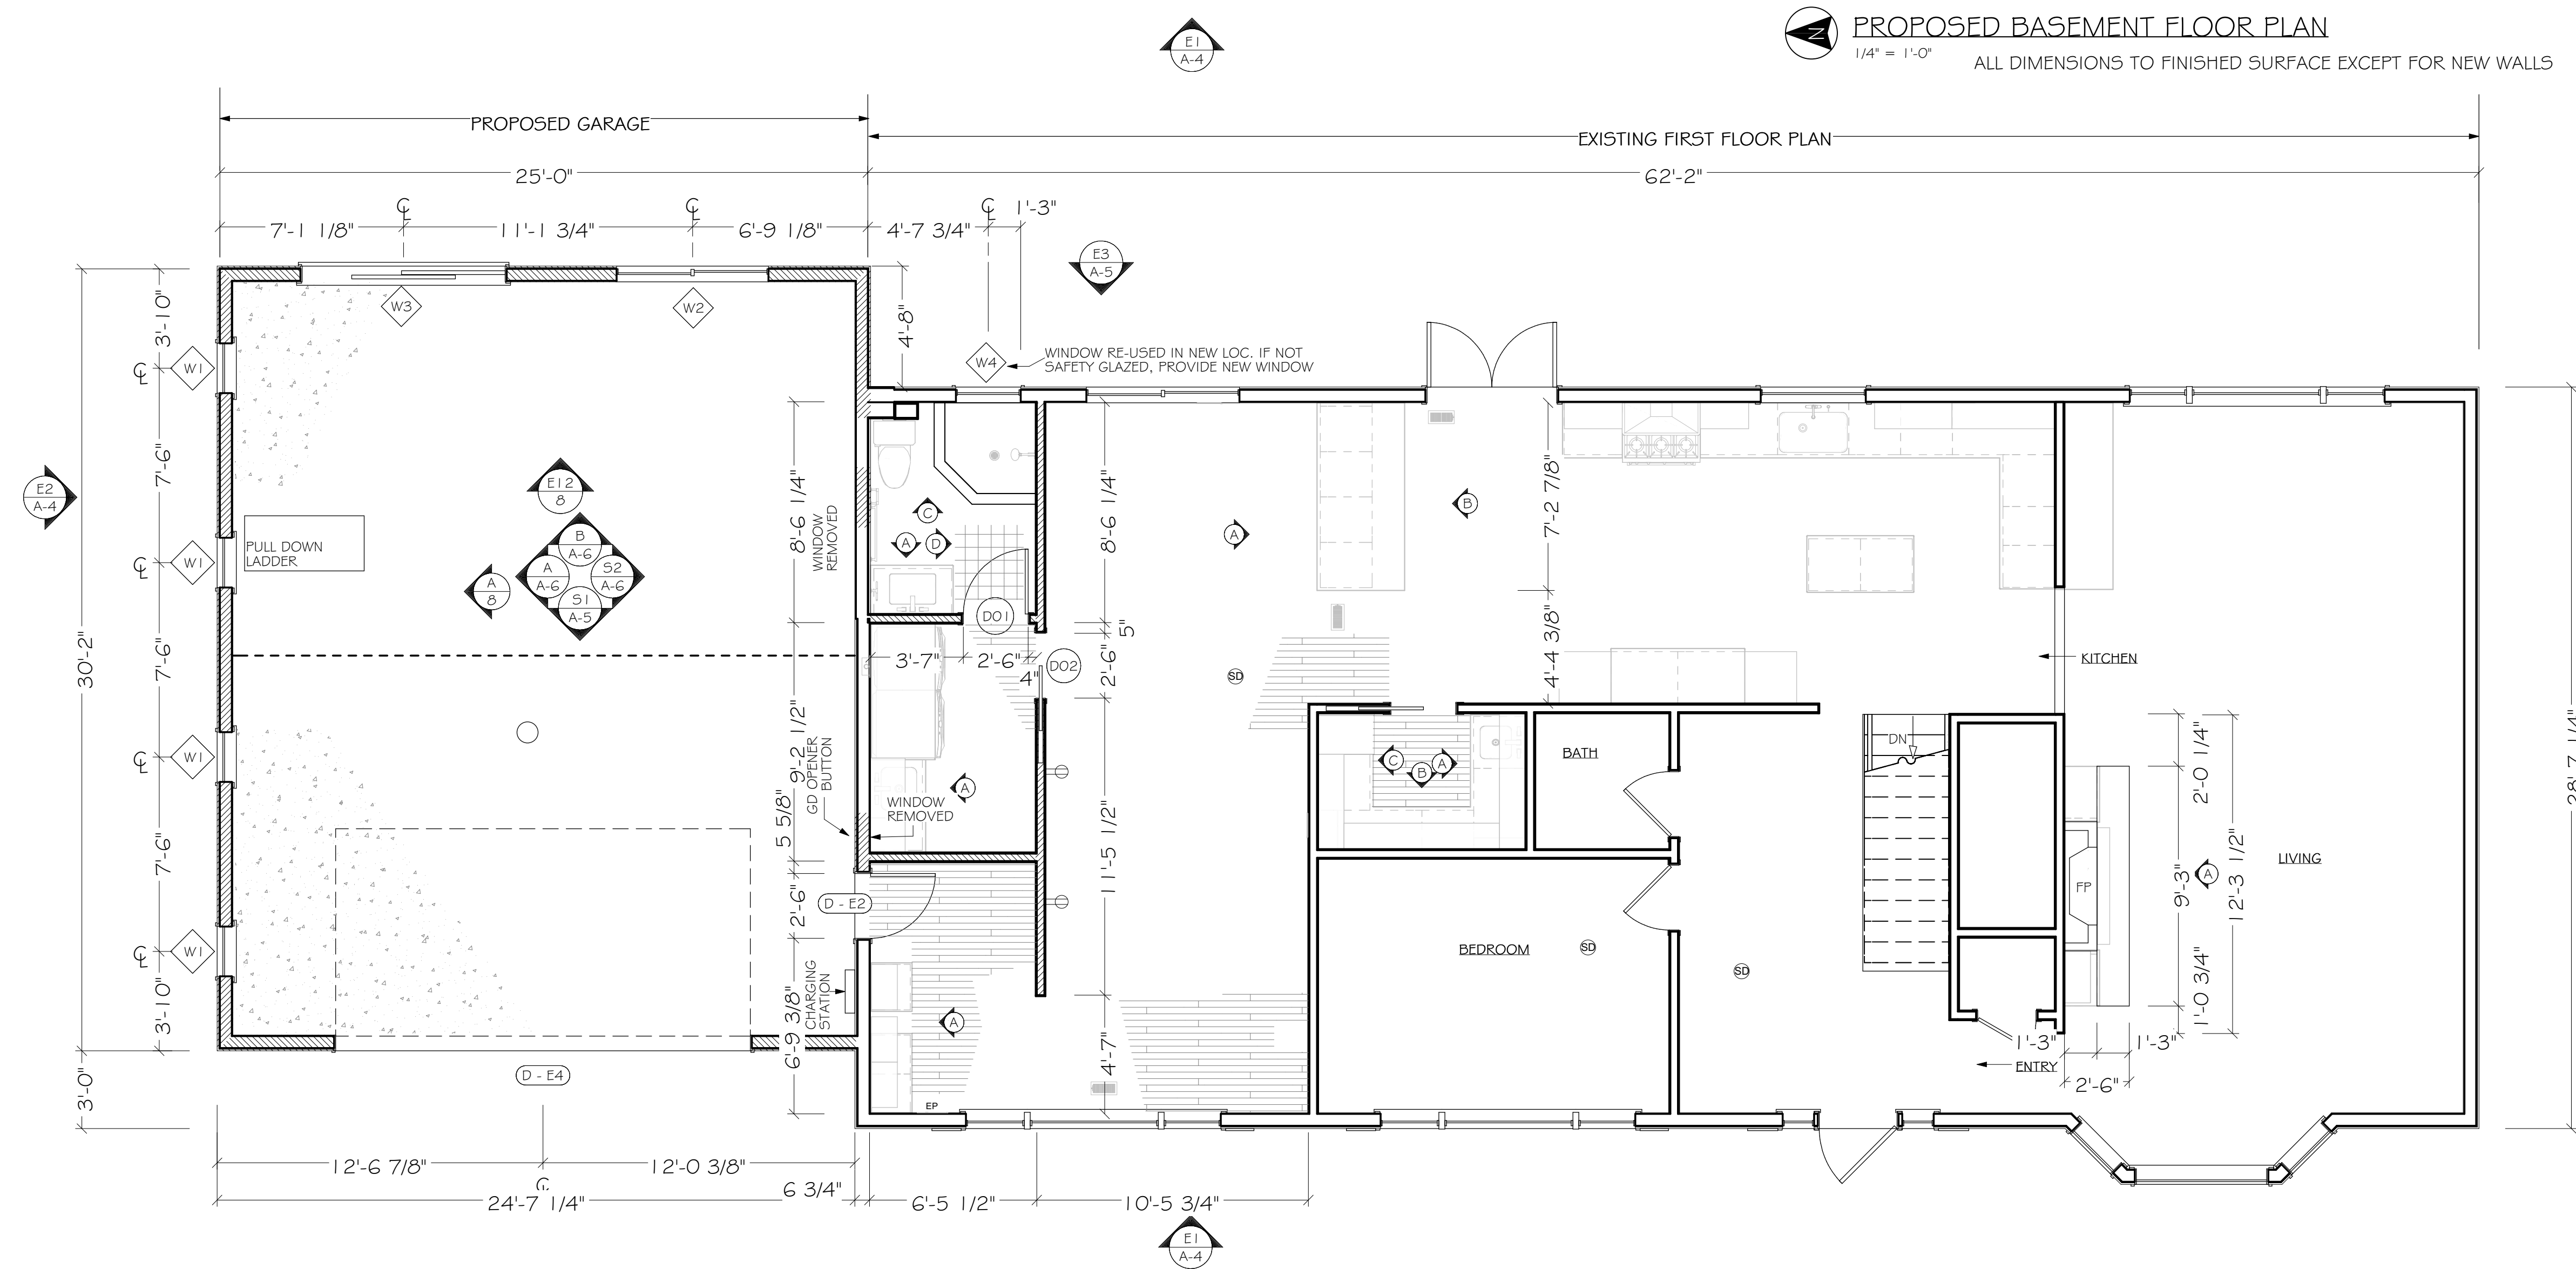 E1
A-4
N
PROPOSED BASEMENT FLOOR PLAN
1/4" = 1'-0"
ALL DIMENSIONS TO FINISHED SURFACE EXCEPT FOR NEW WALLS
PROPOSED GARAGE
EXISTING FIRST FLOOR PLAN
25'-0"
62'-2"
7'-1 1/8"
11'-1 3/4"
6'-9 1/8"
4'-7 3/4"
1'-3"
E3
A-5
W3
W2
3'-10"
4'-8"
W4
WINDOW RE-USED IN NEW LOC. IF NOT
SAFETY GLAZED, PROVIDE NEW WINDOW
W1
7'-6"
E2
A-4
E12
8
8'-6 1/4"
WINDOW
REMOVED
C
A
D
8'-6 1/4"
A
B
7'-2 7/8"
PULL DOWN
LADDER
W1
B
A-6
A
A-6
S2
A-6
S1
A-5
A
8
D01
5"
30'-2"
7'-6"
3'-7"
2'-6"
4"
D02
2'-6"
SD
4'-4 3/8"
KITCHEN
W1
9'-2 1/2"
GD OPENER
BUTTON
5 5/8"
A
WINDOW
REMOVED
C
B
A
BATH
DN
2'-0 1/4"
28'-7 1/4"
7'-6"
11'-5 1/2"
12'-3 1/2"
9'-3"
A
FP
LIVING
2'-6"
D - E2
W1
BEDROOM
SD
SD
3'-10"
6'-9 3/8"
CHARGING
STATION
A
4'-7"
1'-0 3/4"
1'-3"
1'-3"
ENTRY
2'-6"
3'-0"
D - E4
EP
12'-6 7/8"
12'-0 3/8"
24'-7 1/4"
6 3/4"
6'-5 1/2"
10'-5 3/4"
E1
A-4